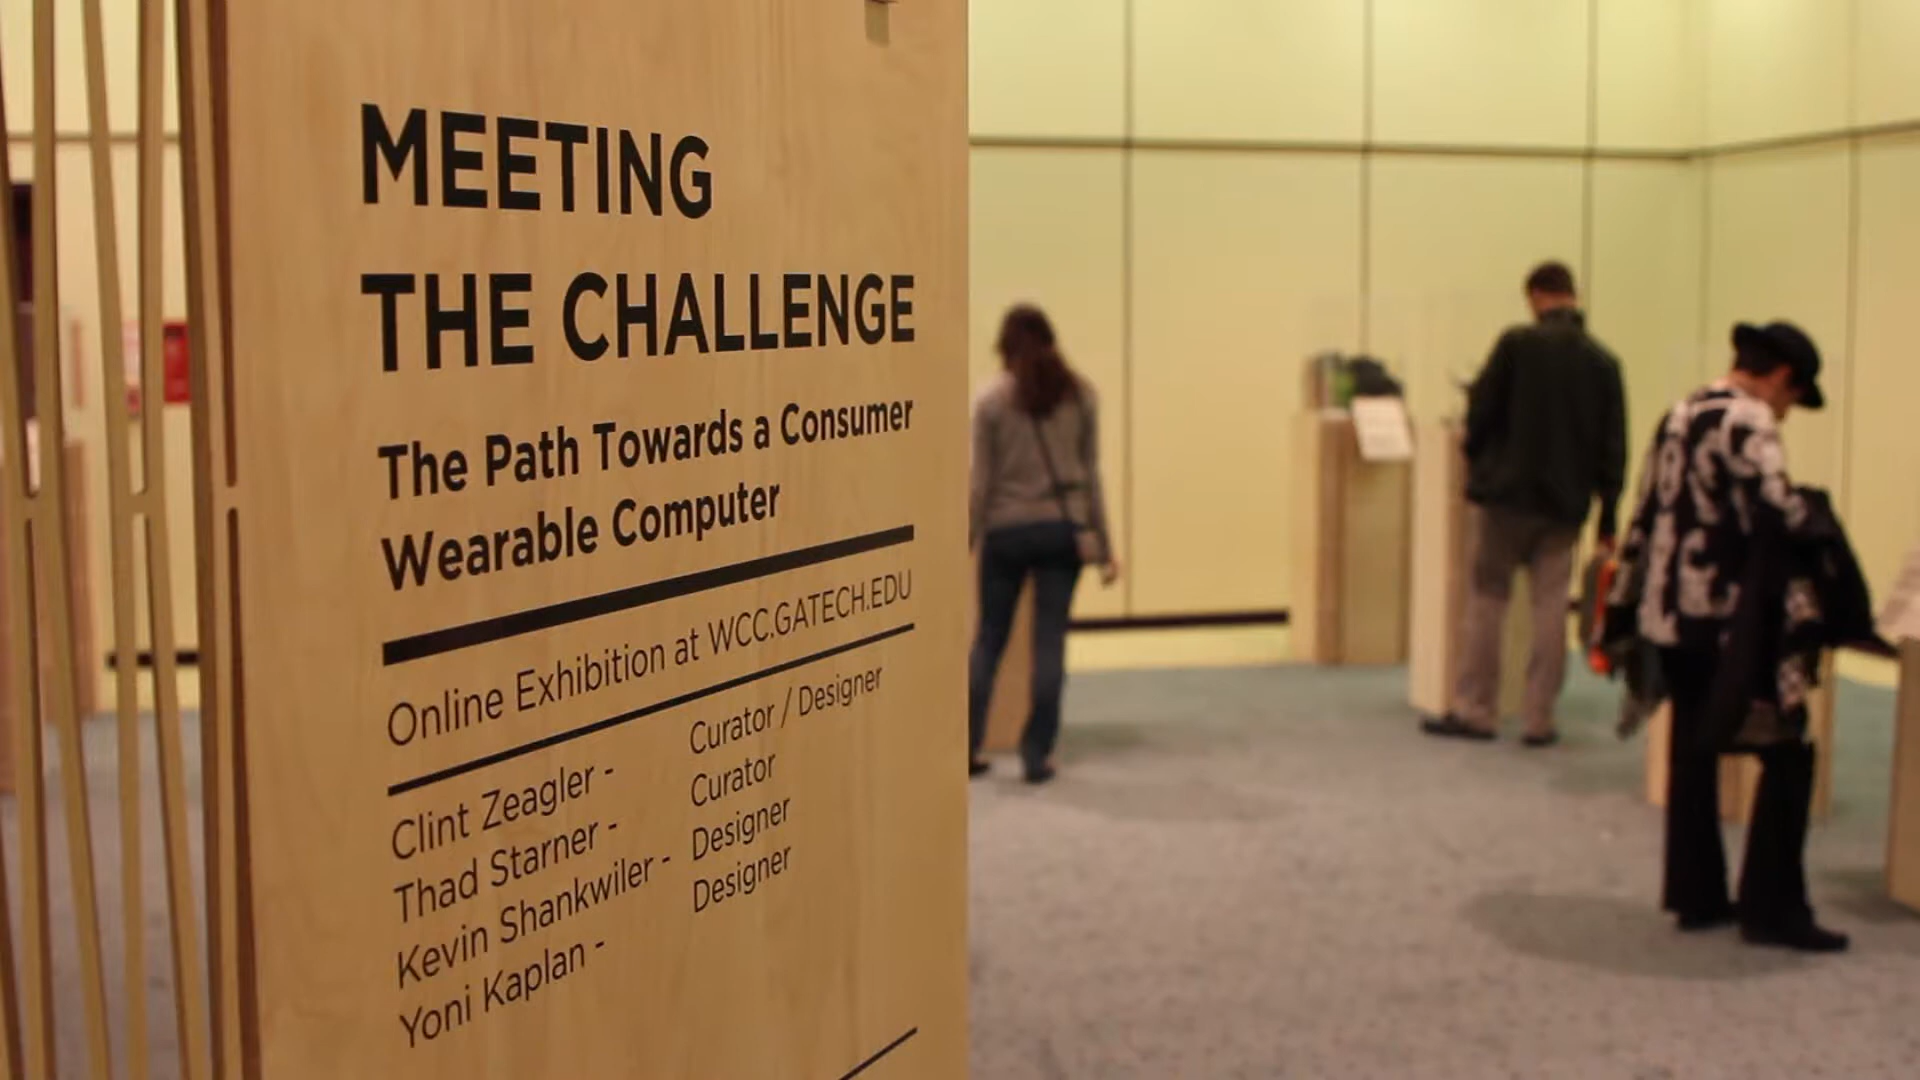 MEETING
THE CHALLENGE
The Path Towards a Consumer
Wearable Computer
Online Exhibition at WCC.GATECH.EDU
Clint Zeagler - Curator / Designer
Thad Starner - Curator
Kevin Shankwiler - Designer
Yoni Kaplan - Designer